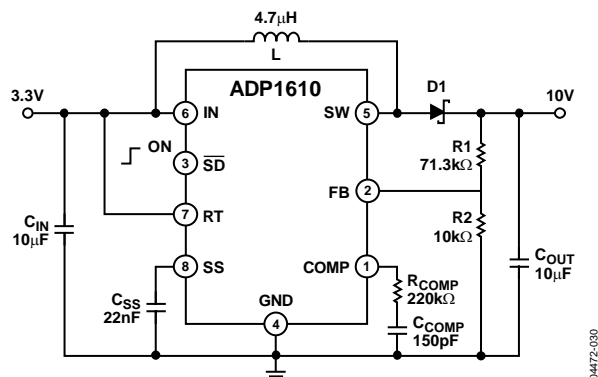 4.7μH
L
ADP1610
3.3V
6 IN
SW 5
D1
10V
ON
3 SD
R1
71.3kΩ
FB 2
7 RT
R2
10kΩ
CIN
10μF
8 SS
COMP 1
COUT
10μF
CSS
22nF
GND
4
RCOMP
220kΩ
CCOMP
150pF
04472-030